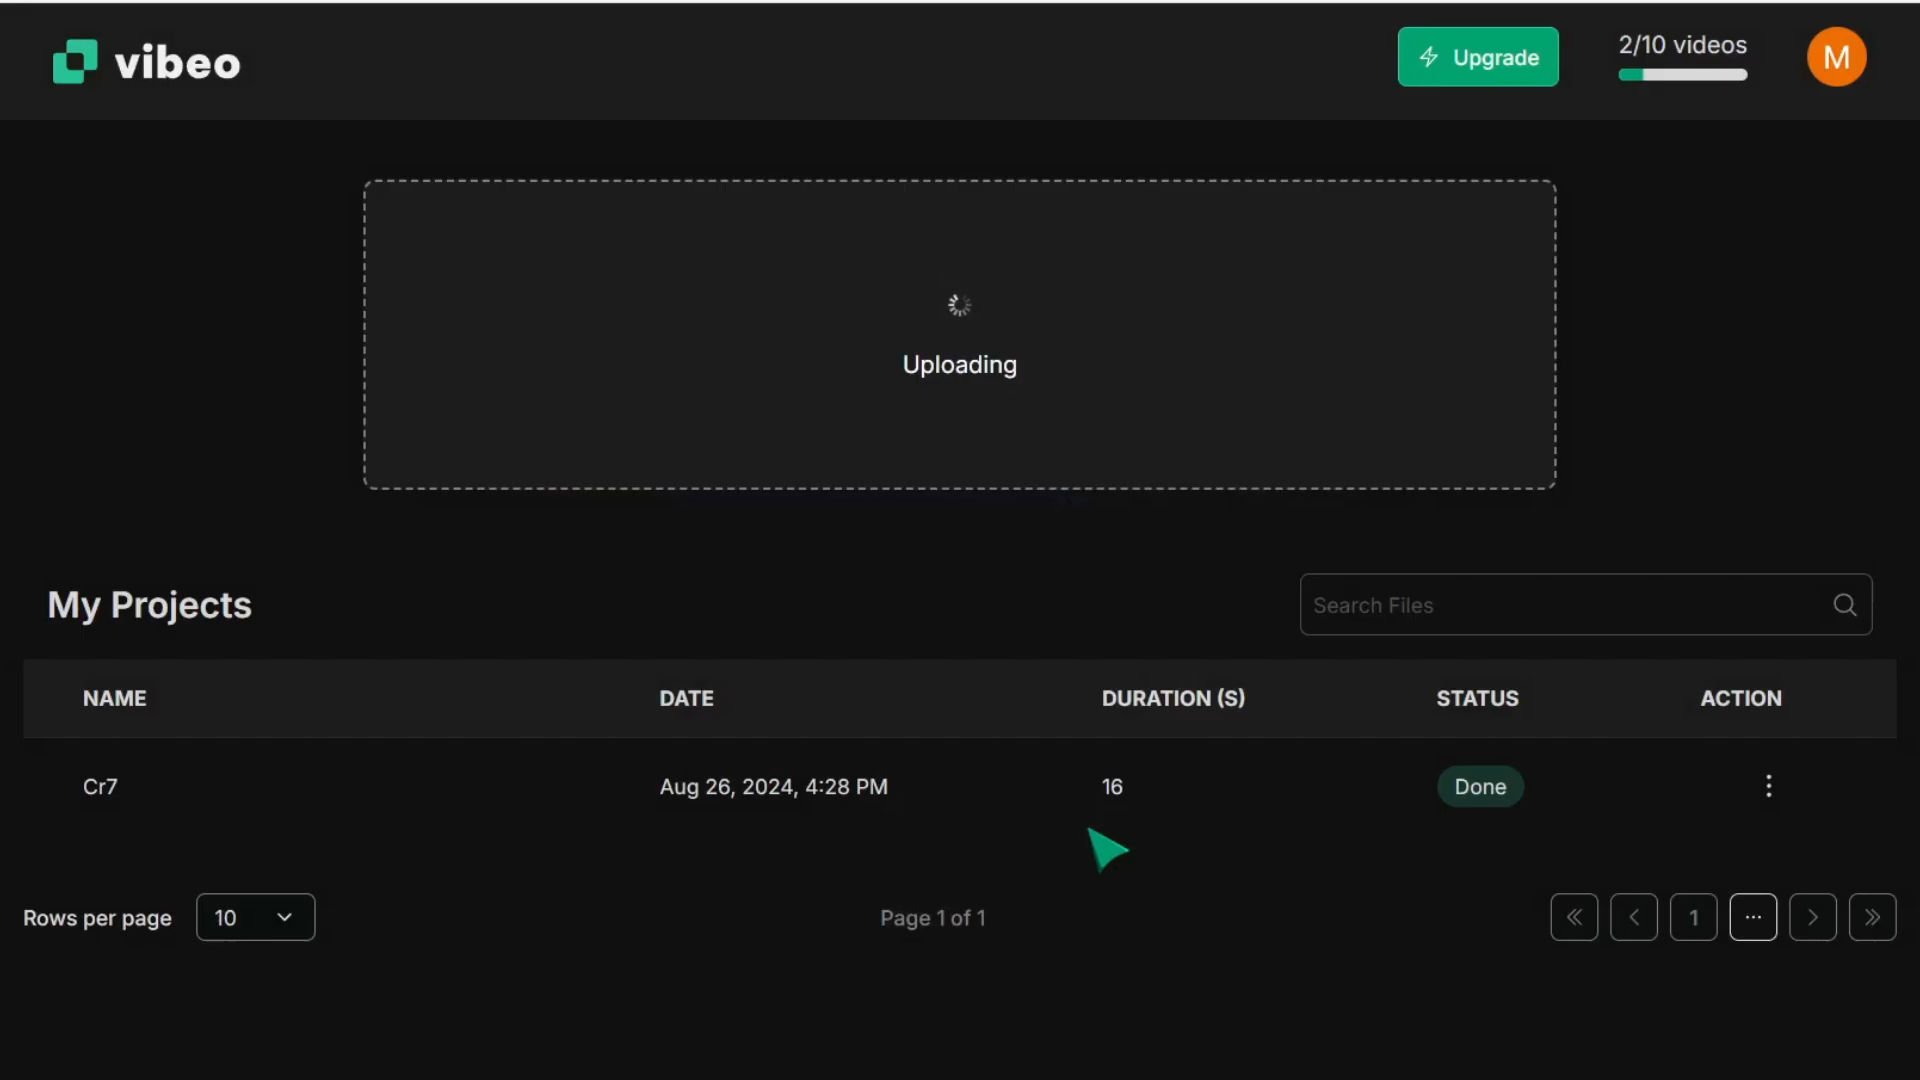 vibeo
Upgrade
2/10 videos
M
Uploading
My Projects
Search Files
NAME DATE DURATION (S) STATUS ACTION
Cr7 Aug 26, 2024, 4:28 PM 16 Done
Rows per page 10 Page 1 of 1 1